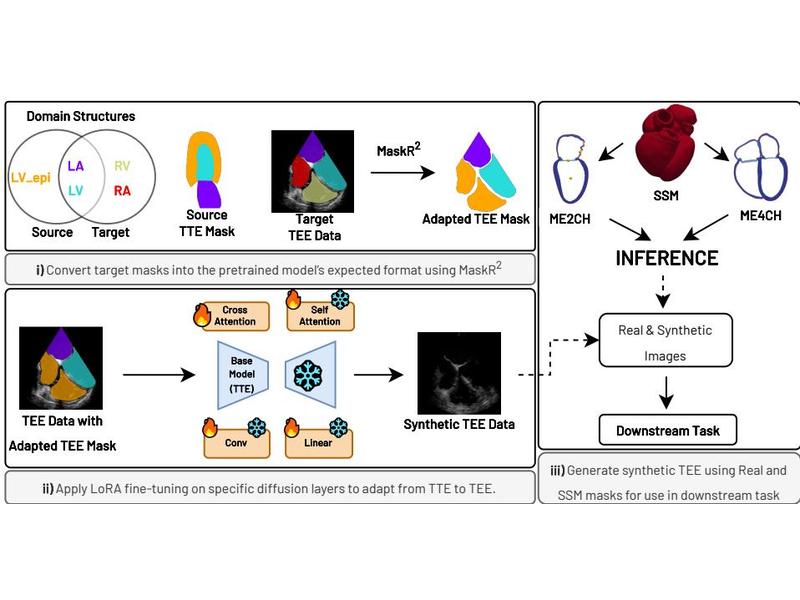 Domain Structures
LV_epi
LA
LV
RV
RA
Source
Target
Source
TTE Mask
Target
TEE Data
MaskR²
Adapted TEE Mask
i) Convert target masks into the pretrained model's expected format using MaskR²
TEE Data with
Adapted TEE Mask
Cross
Attention
Self
Attention
Base
Model
(TTE)
Conv
Linear
Synthetic TEE Data
ii) Apply LoRA fine-tuning on specific diffusion layers to adapt from TTE to TEE.
ME2CH
SSM
ME4CH
INFERENCE
Real & Synthetic
Images
Downstream Task
iii) Generate synthetic TEE using Real and
SSM masks for use in downstream task